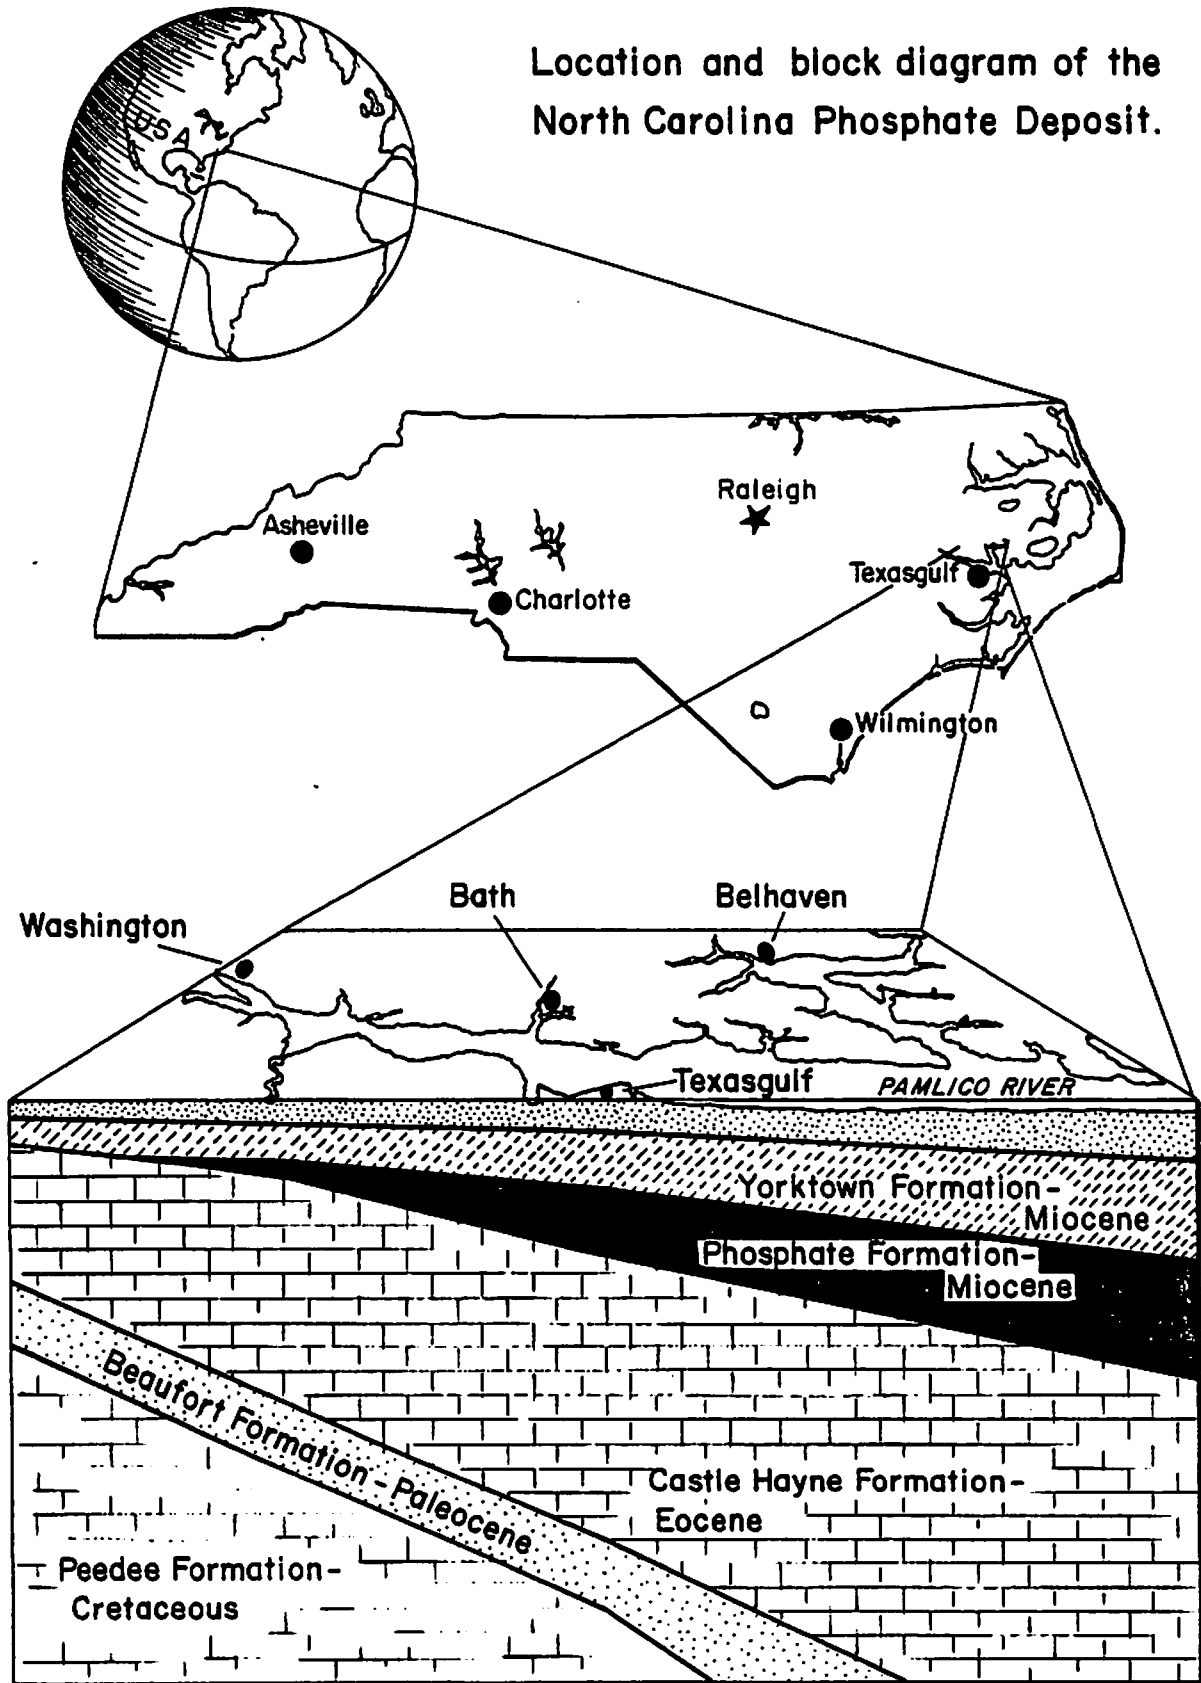 Location and block diagram of the
North Carolina Phosphate Deposit.
USA
Raleigh
Asheville
Texasgulf
Charlotte
Wilmington
Bath
Belhaven
Washington
Texasgulf
PAMLICO RIVER
Yorktown Formation-
Miocene
Phosphate Formation-
Miocene
Beaufort Formation - Paleocene
Castle Hayne Formation-
Eocene
Peedee Formation-
Cretaceous